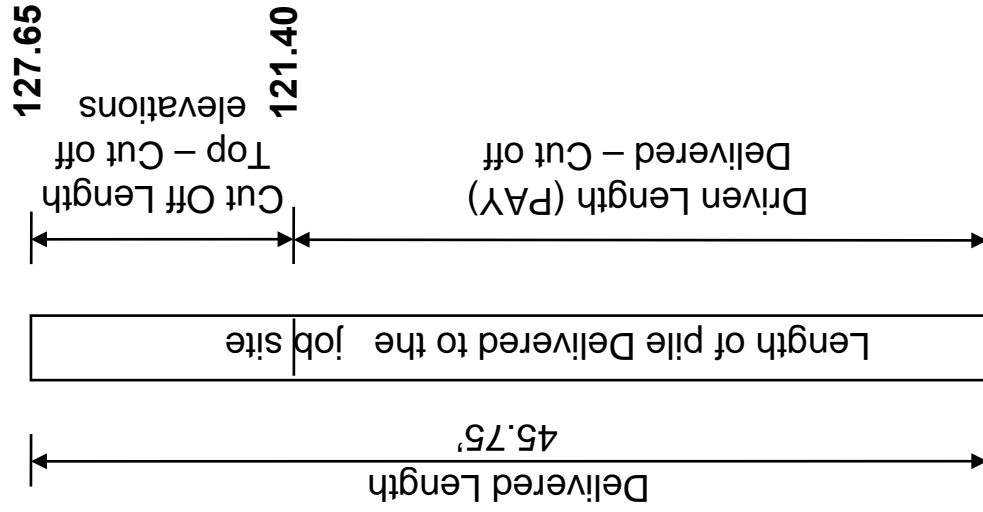 Delivered Length
45.75’
Length of pile Delivered to the job site
Driven Length (PAY)
Delivered – Cut off
Cut Off Length
Top – Cut off
elevations
121.40
127.65